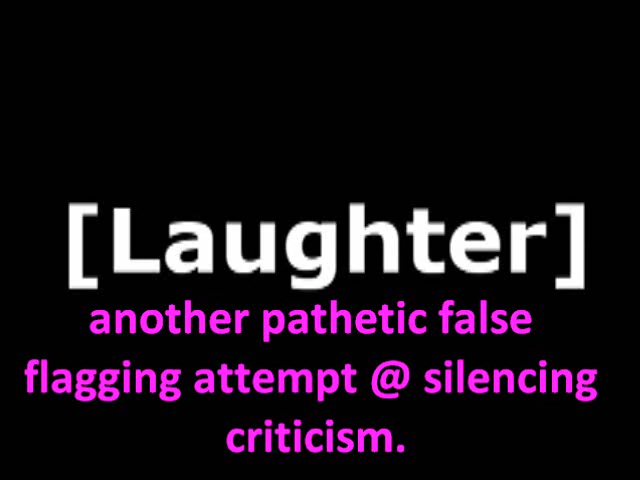 [Laughter]
another pathetic false
flagging attempt @ silencing
criticism.